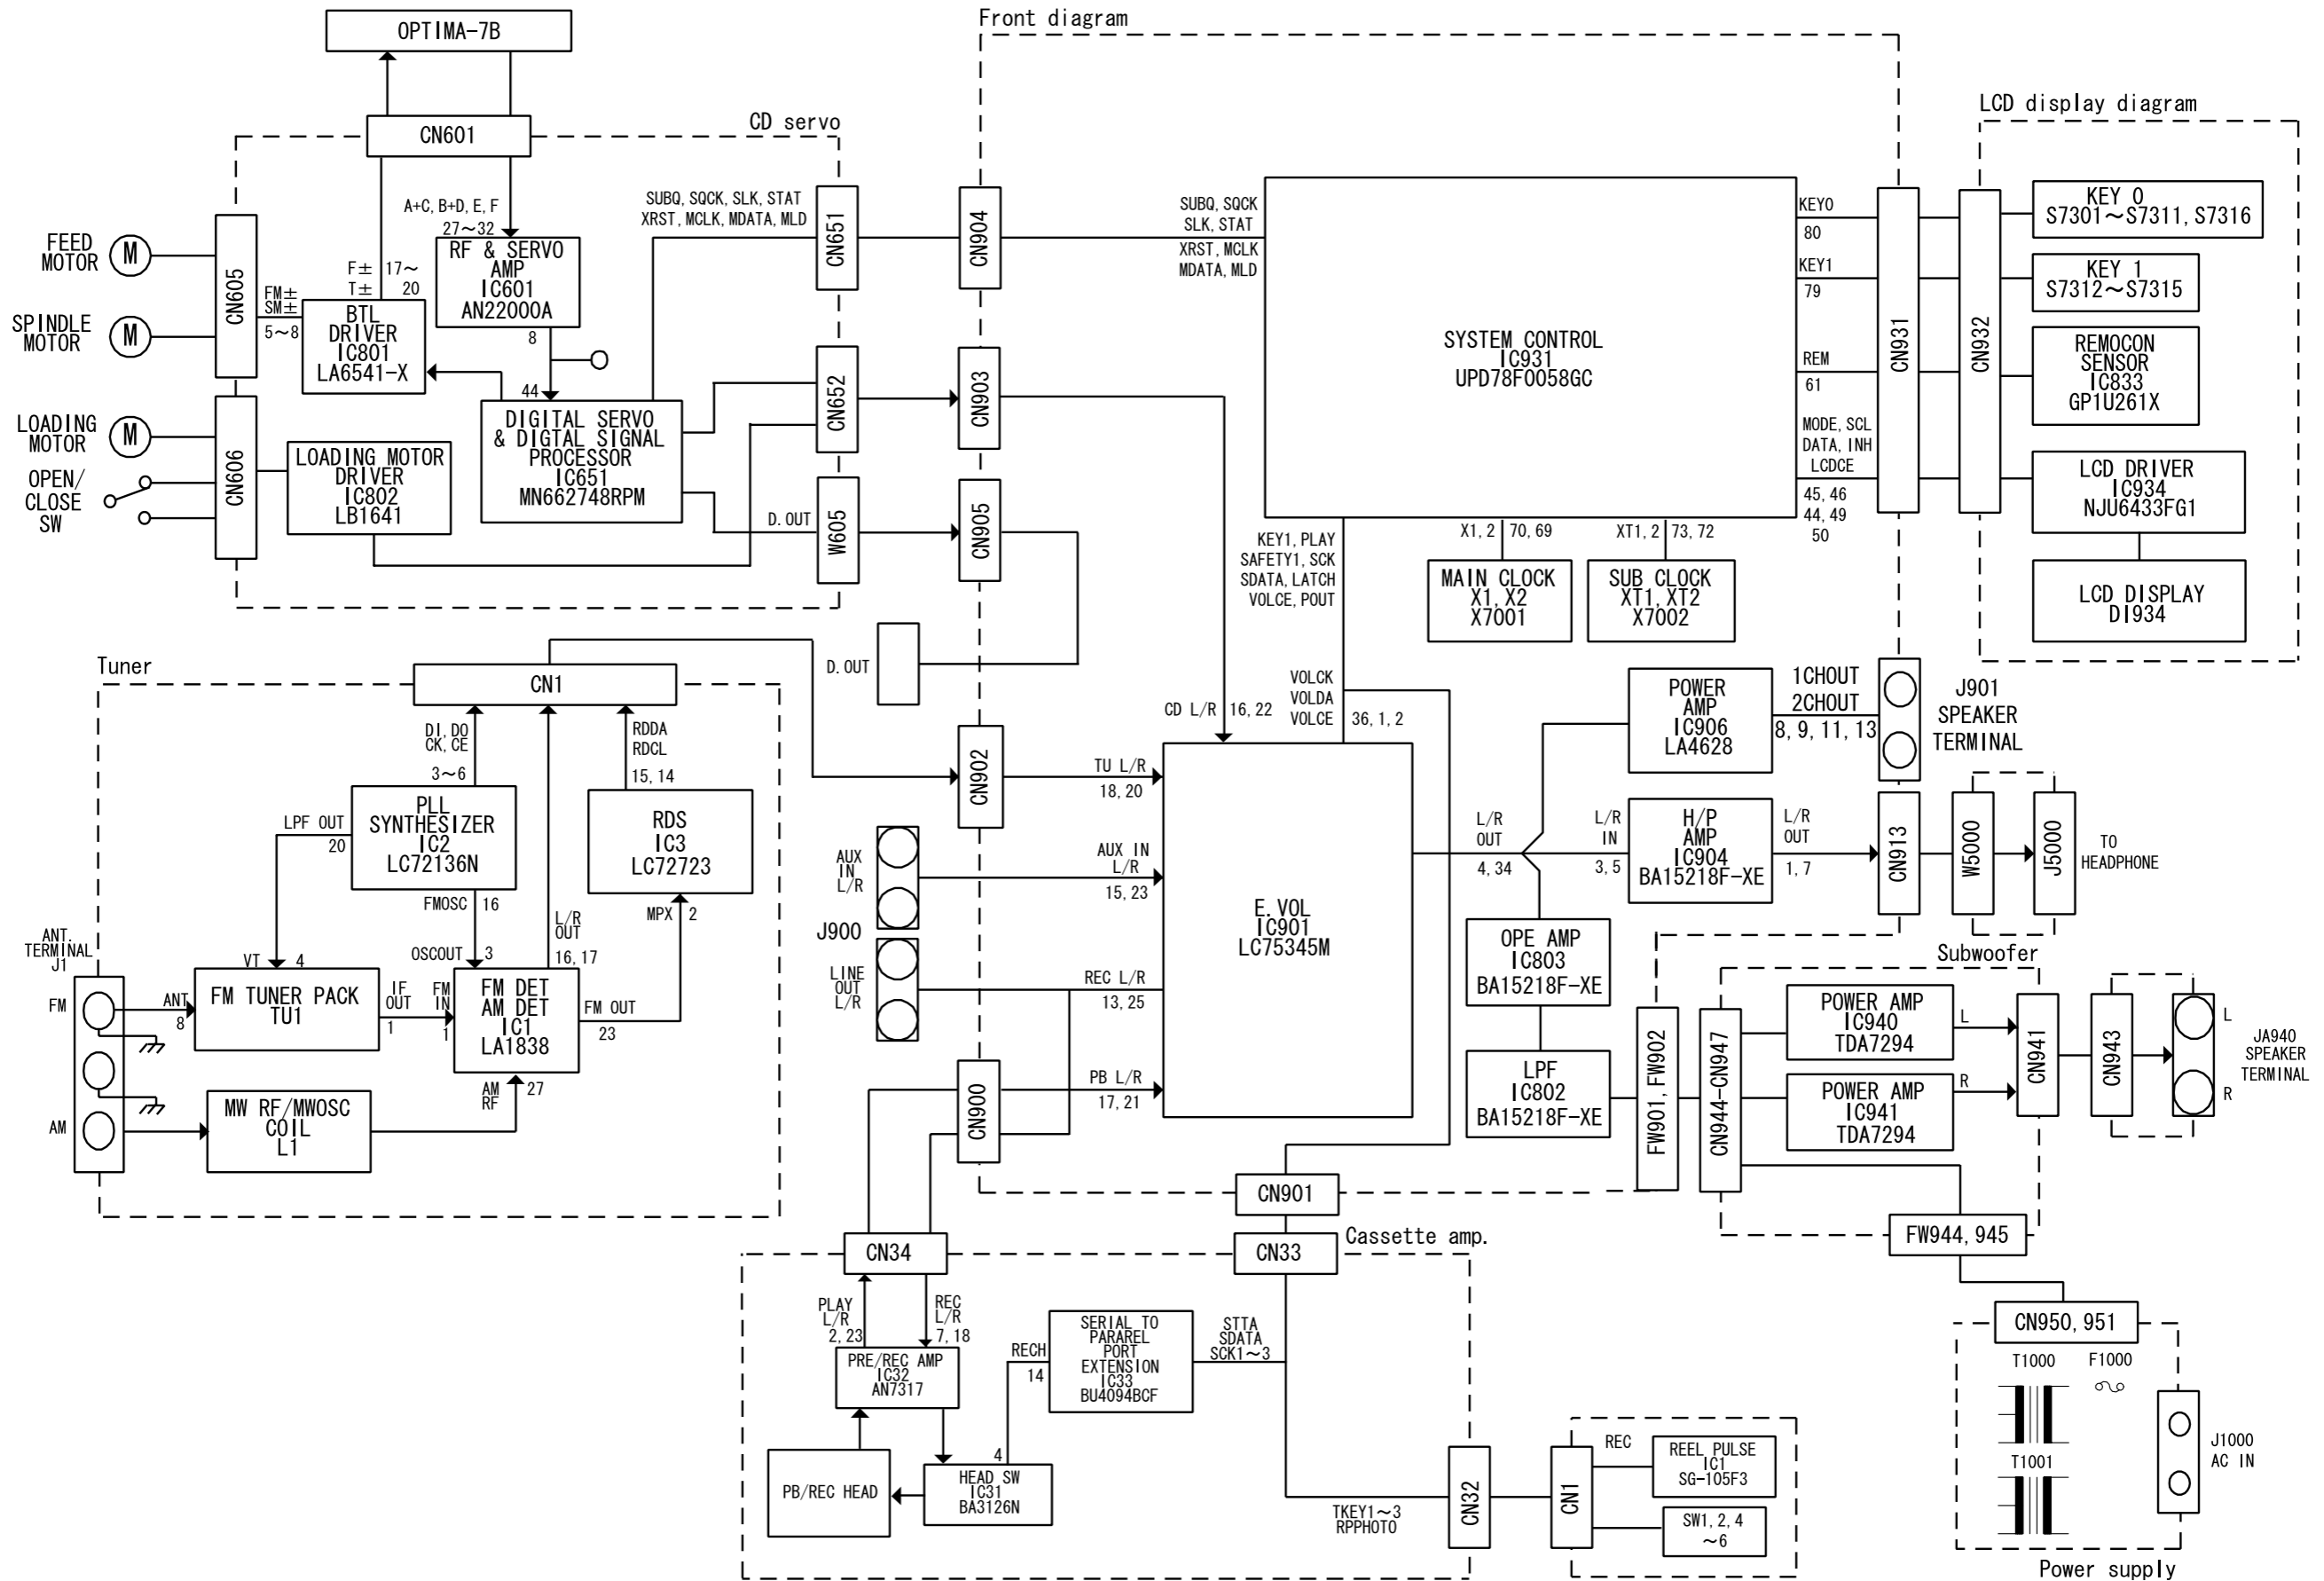 Front diagram
OPTIMA-7B
LCD display diagram
CN601
CD servo
A+C, B+D, E, F
27~32
RF & SERVO
AMP
IC601
AN22000A
8
FEED
MOTOR
M
SPINDLE
MOTOR
M
CN605
FM±
SM±
5~8
F±
T±
17~
20
BTL
DRIVER
IC801
LA6541-X
LOADING
MOTOR
M
OPEN/
CLOSE
SW
CN606
LOADING MOTOR
DRIVER
IC802
LB1641
44
DIGITAL SERVO
& DIGTAL SIGNAL
PROCESSOR
IC651
MN662748RPM
SUBQ, SQCK, SLK, STAT
XRST, MCLK, MDATA, MLD
CN651
CN652
D.OUT
W605
CN904
CN903
CN905
D.OUT
SUBQ, SQCK
SLK, STAT
XRST, MCLK
MDATA, MLD
SYSTEM CONTROL
IC931
UPD78F0058GC
KEY0
80
KEY1
79
REM
61
MODE, SCL
DATA, INH
LCDCE
45, 46
44, 49
50
CN931
CN932
KEY 0
S7301~S7311, S7316
KEY 1
S7312~S7315
REMOCON
SENSOR
IC833
GP1U261X
LCD DRIVER
IC934
NJU6433FG1
LCD DISPLAY
DI934
KEY1, PLAY
SAFETY1, SCK
SDATA, LATCH
VOLCE, POUT
X1, 2
70, 69
MAIN CLOCK
X1, X2
X7001
XT1, 2
73, 72
SUB CLOCK
XT1, XT2
X7002
Tuner
CN1
DI, DO
CK, CE
3~6
RDDA
RDCL
15, 14
PLL
SYNTHESIZER
IC2
LC72136N
LPF OUT
20
FMOSC
16
RDS
IC3
LC72723
MPX
2
L/R
OUT
16, 17
ANT.
TERMINAL
J1
FM
AM
ANT
8
VT
4
FM TUNER PACK
TU1
IF
OUT
1
FM
IN
1
OSCOUT
3
FM DET
AM DET
IC1
LA1838
FM OUT
23
AM
RF
27
MW RF/MWOSC
COIL
L1
CN902
TU L/R
18, 20
CD L/R
16, 22
VOLCK
VOLDA
VOLCE
36, 1, 2
AUX
IN
L/R
J900
LINE
OUT
L/R
AUX IN
L/R
15, 23
REC L/R
13, 25
CN900
PB L/R
17, 21
E.VOL
IC901
LC75345M
L/R
OUT
4, 34
POWER
AMP
IC906
LA4628
1CHOUT
2CHOUT
8, 9, 11, 13
J901
SPEAKER
TERMINAL
L/R
IN
3, 5
H/P
AMP
IC904
BA15218F-XE
L/R
OUT
1, 7
CN913
W5000
J5000
TO
HEADPHONE
OPE AMP
IC803
BA15218F-XE
LPF
IC802
BA15218F-XE
FW901, FW902
Subwoofer
CN944-CN947
POWER AMP
IC940
TDA7294
L
POWER AMP
IC941
TDA7294
R
CN941
CN943
L
R
JA940
SPEAKER
TERMINAL
CN901
FW944, 945
CN34
CN33
Cassette amp.
PLAY
L/R
2, 23
REC
L/R
7, 18
PRE/REC AMP
IC32
AN7317
RECH
14
SERIAL TO
PARAREL
PORT
EXTENSION
IC33
BU4094BCF
STTA
SDATA
SCK1~3
PB/REC HEAD
4
HEAD SW
IC31
BA3126N
TKEY1~3
RPPHOTO
CN32
CN1
REC
REEL PULSE
IC1
SG-105F3
SW1, 2, 4
~6
CN950, 951
T1000
F1000
T1001
J1000
AC IN
Power supply